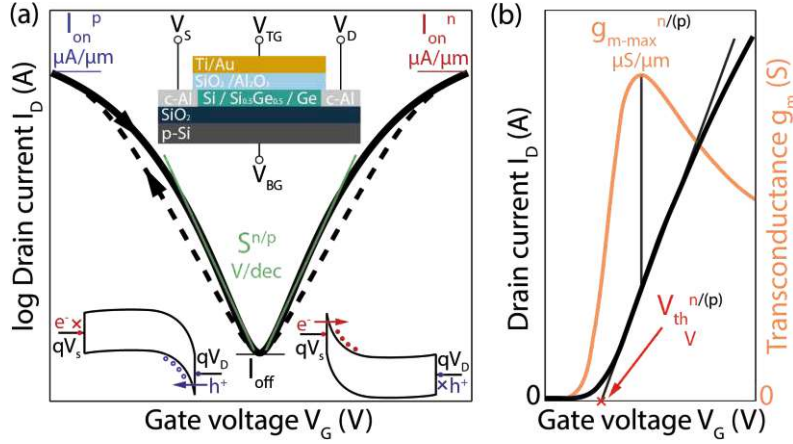 (a)
I_on^p
μA/μm
V_S
V_TG
V_D
I_on^n
μA/μm
Ti/Au
SiO₂ /Al₂O₃
c-Al
Si / Si₀.₅Ge₀.₅ / Ge
c-Al
SiO₂
p-Si
V_BG
S^n/p
V/dec
e⁻ ×
qV_s
qV_D
h⁺
I_off
e⁻
qV_s
qV_D
×h⁺
log Drain current I_D (A)
Gate voltage V_G (V)
(b)
g_m-max^n/(p)
μS/μm
V_th^n/(p)
V
0
0
Drain current I_D (A)
Transconductance g_m (S)
Gate voltage V_G (V)